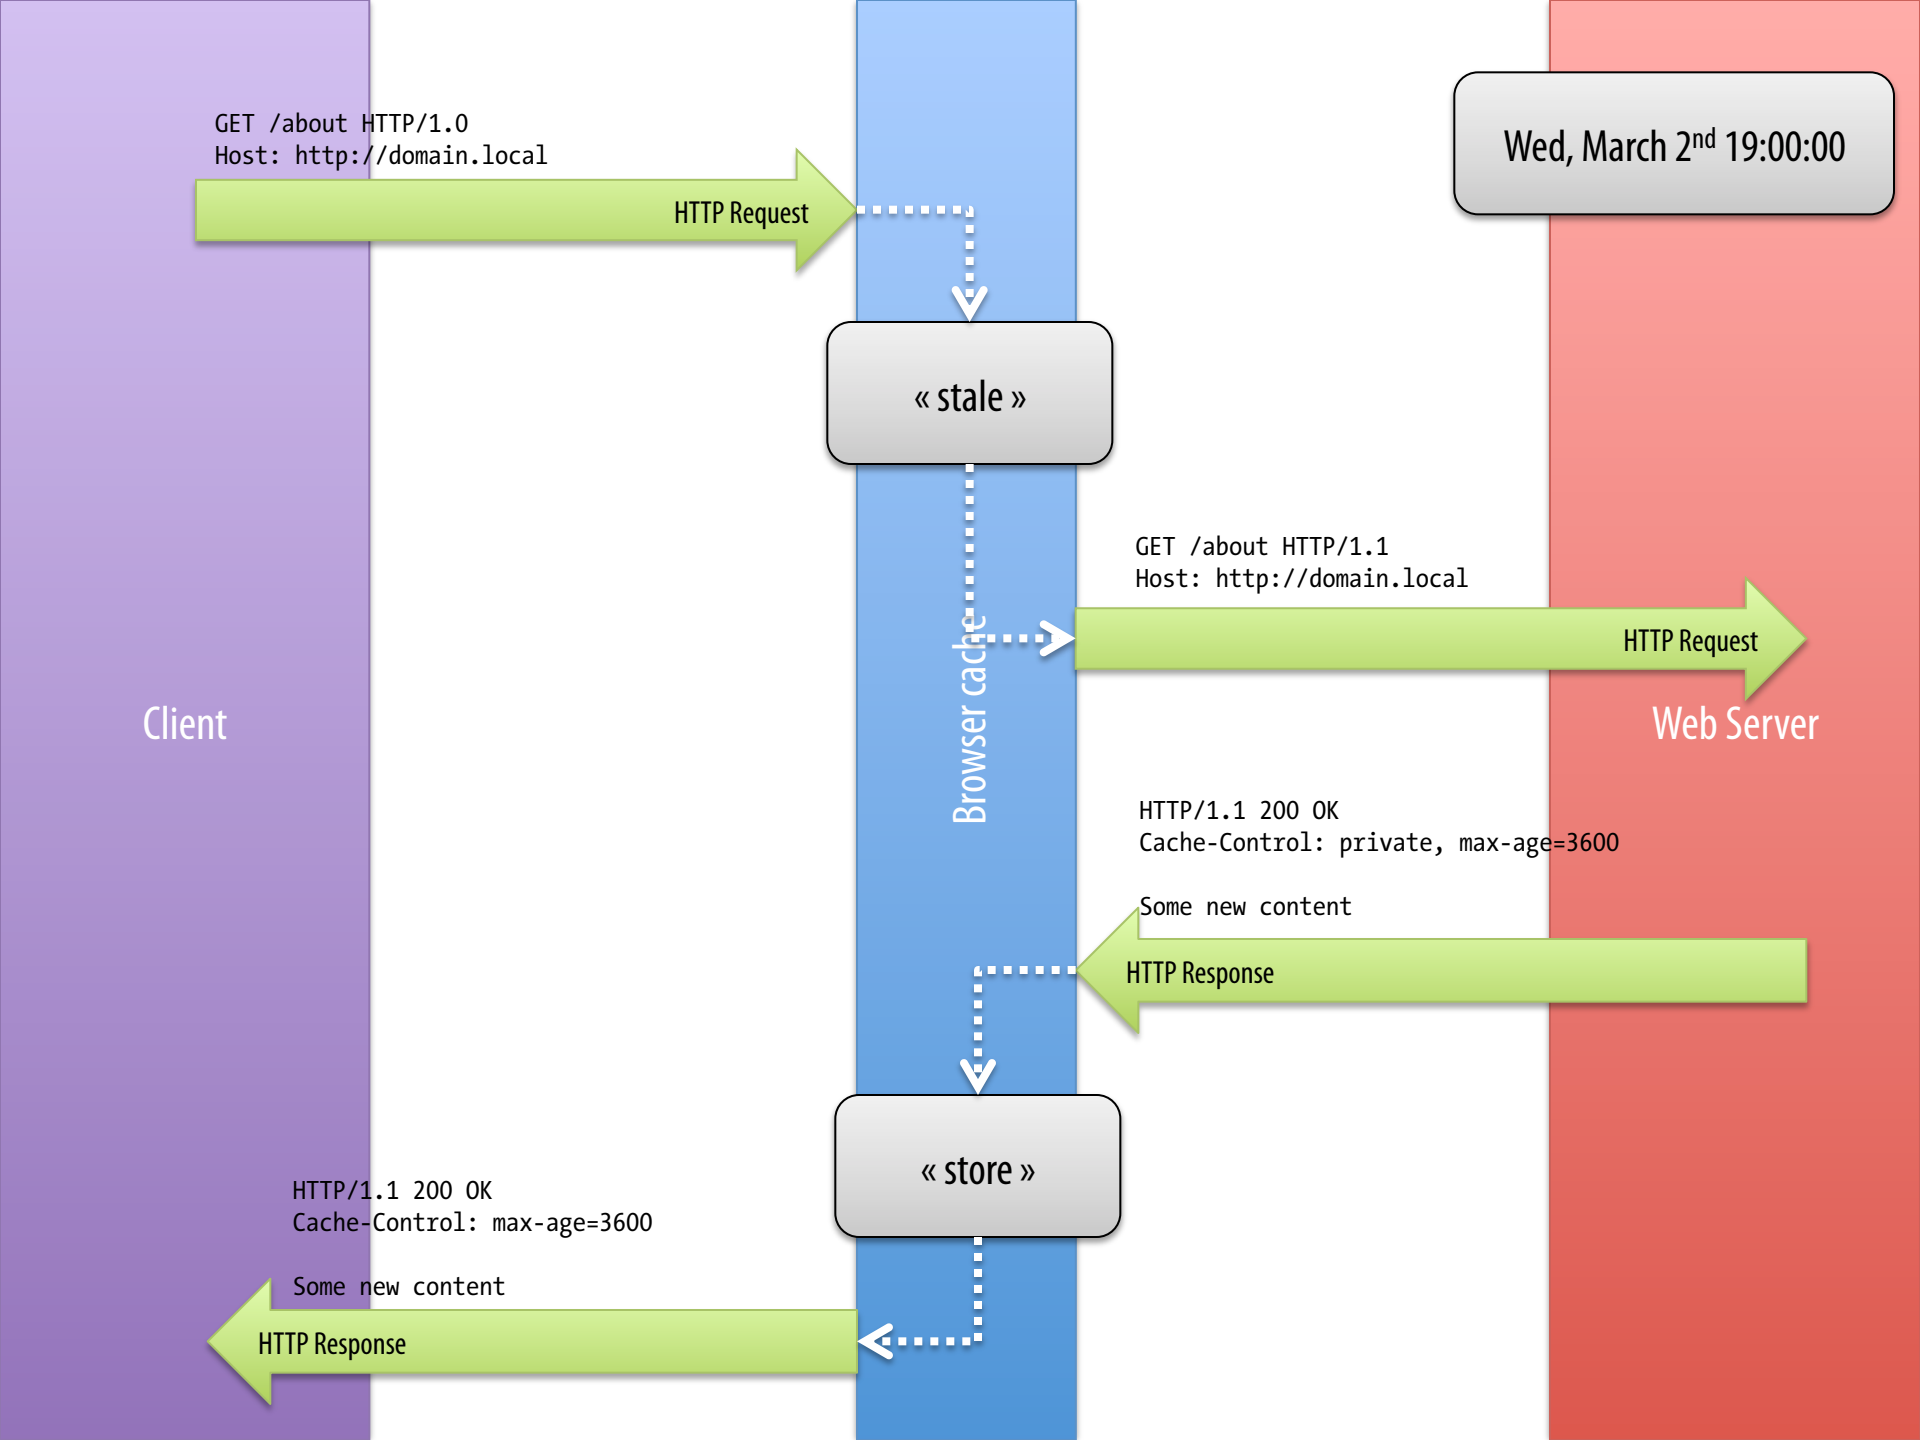 GET /about HTTP/1.0
Host: http://domain.local
HTTP Request
Wed, March 2nd 19:00:00
« stale »
GET /about HTTP/1.1
Host: http://domain.local
HTTP Request
Client
Browser cache
Web Server
HTTP/1.1 200 OK
Cache-Control: private, max-age=3600
Some new content
HTTP Response
« store »
HTTP/1.1 200 OK
Cache-Control: max-age=3600
Some new content
HTTP Response